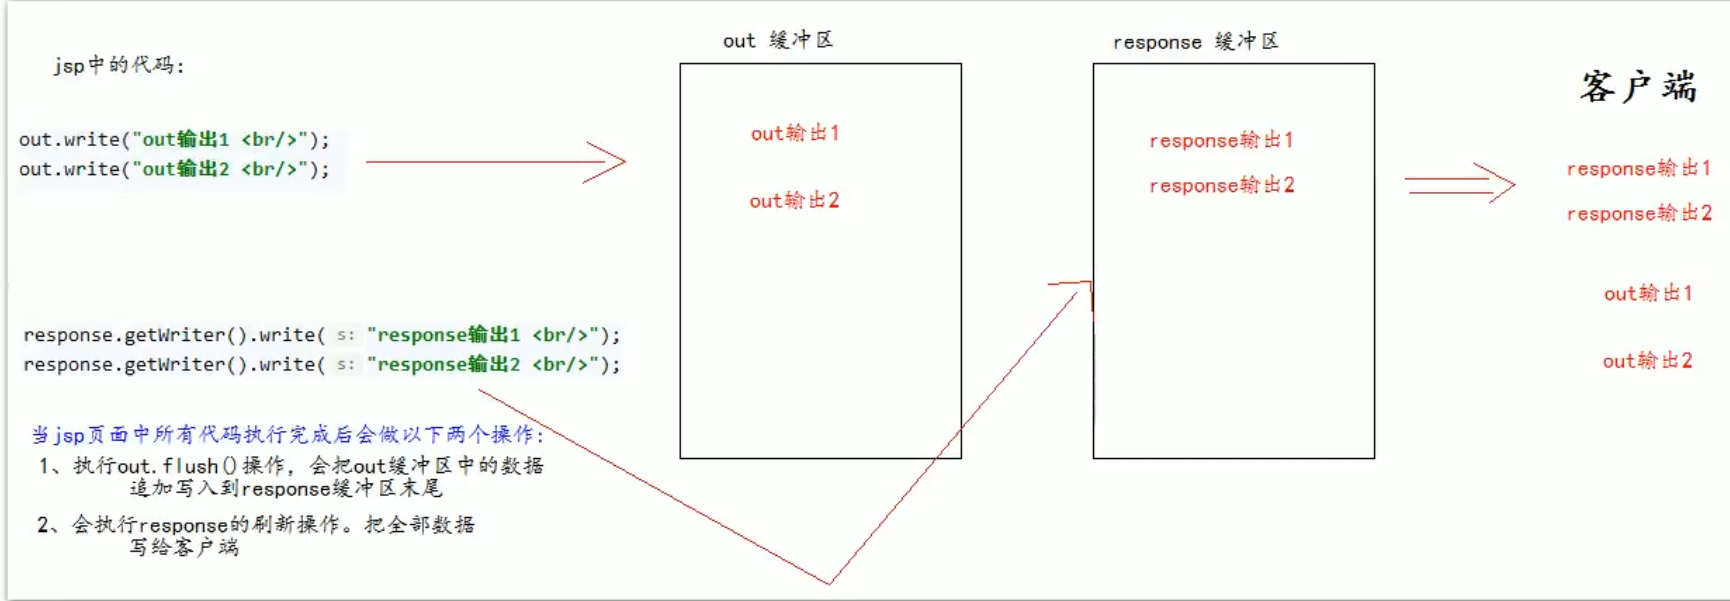 jsp中的代码:
out.write("out输出1 <br/>");
out.write("out输出2 <br/>");
response.getWriter().write( s: "response输出1 <br/>");
response.getWriter().write( s: "response输出2 <br/>");
当jsp页面中所有代码执行完成后会做以下两个操作:
1、执行out.flush()操作，会把out缓冲区中的数据
追加写入到response缓冲区末尾
2、会执行response的刷新操作。把全部数据
写给客户端
out 缓冲区
out输出1
out输出2
response 缓冲区
response输出1
response输出2
客户端
response输出1
response输出2
out输出1
out输出2